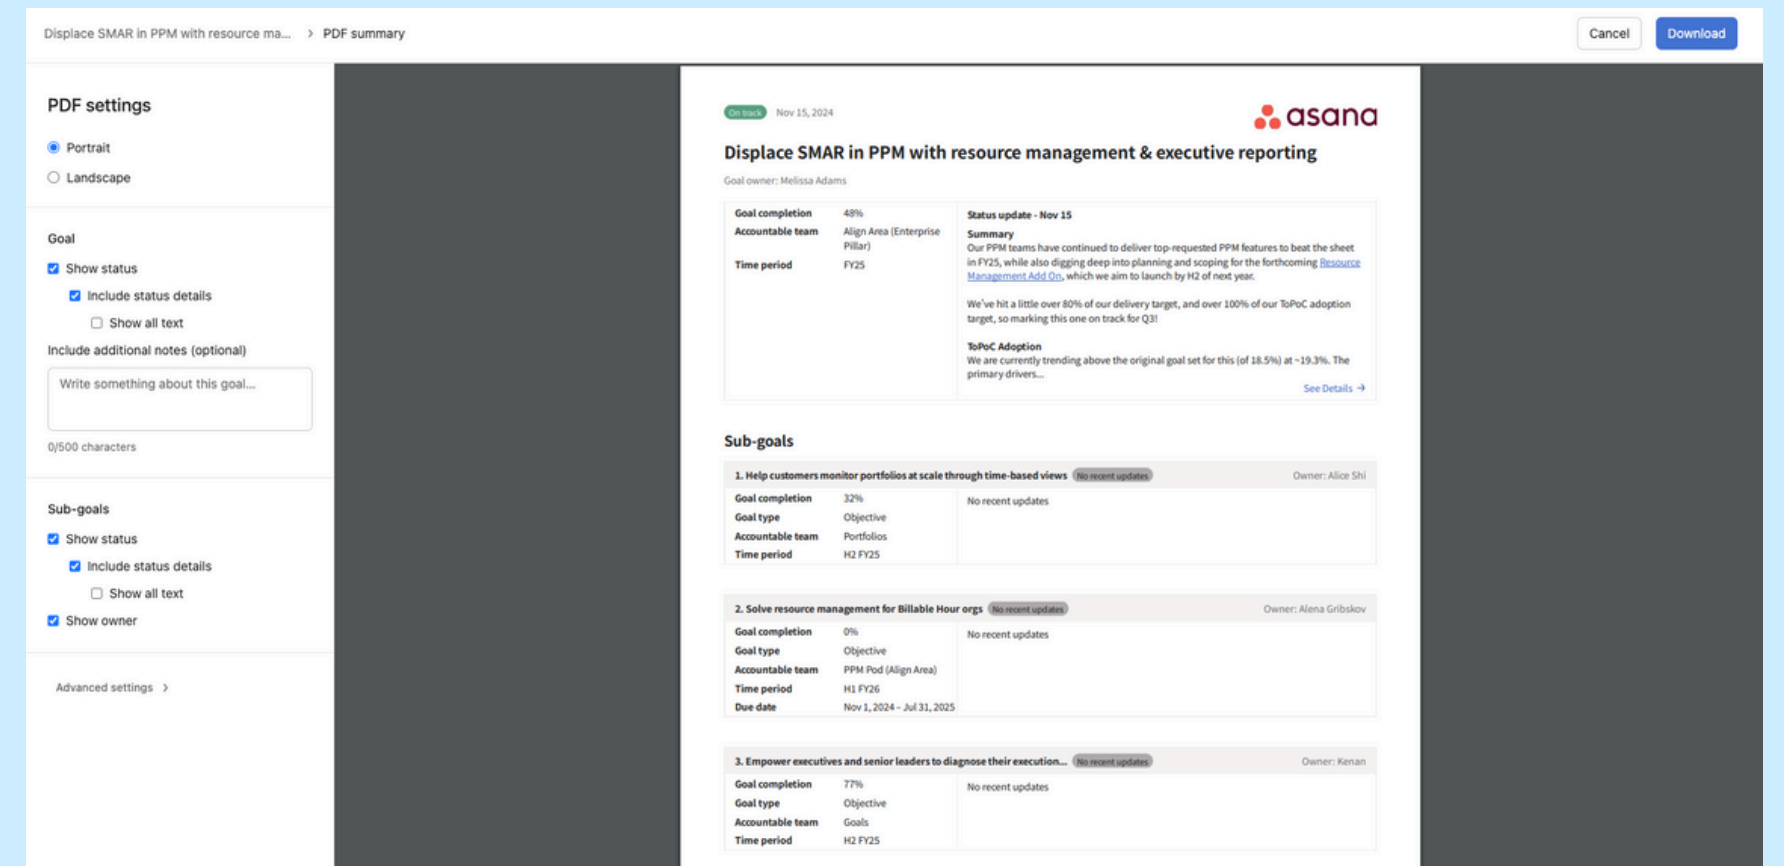 Displace SMAR in PPM with resource ma... > PDF summary
Cancel
Download
PDF settings
Portrait
Landscape
Goal
Show status
Include status details
Show all text
Include additional notes (optional)
Write something about this goal...
0/500 characters
Sub-goals
Show status
Include status details
Show all text
Show owner
Advanced settings >
On track Nov 15, 2024
asana
Displace SMAR in PPM with resource management & executive reporting
Goal owner: Melissa Adams
Goal completion 48%
Accountable team Align Area (Enterprise
Pillar)
Time period FY25
Status update - Nov 15
Summary
Our PPM teams have continued to deliver top-requested PPM features to beat the sheet
in FY25, while also digging deep into planning and scoping for the forthcoming Resource
Management Add On, which we aim to launch by H2 of next year.
We've hit a little over 80% of our delivery target, and over 100% of our ToPoC adoption
target, so marking this one on track for Q3!
ToPoC Adoption
We are currently trending above the original goal set for this (of 18.5%) at ~19.3%. The
primary drivers...
See Details →
Sub-goals
1. Help customers monitor portfolios at scale through time-based views No recent updates Owner: Alice Shi
Goal completion 32%
Goal type Objective
Accountable team Portfolios
Time period H2 FY25
No recent updates
2. Solve resource management for Billable Hour orgs No recent updates Owner: Alena Gribskov
Goal completion 0%
Goal type Objective
Accountable team PPM Pod (Align Area)
Time period H1 FY26
Due date Nov 1, 2024 – Jul 31, 2025
No recent updates
3. Empower executives and senior leaders to diagnose their execution... No recent updates Owner: Kenan
Goal completion 77%
Goal type Objective
Accountable team Goals
Time period H2 FY25
No recent updates